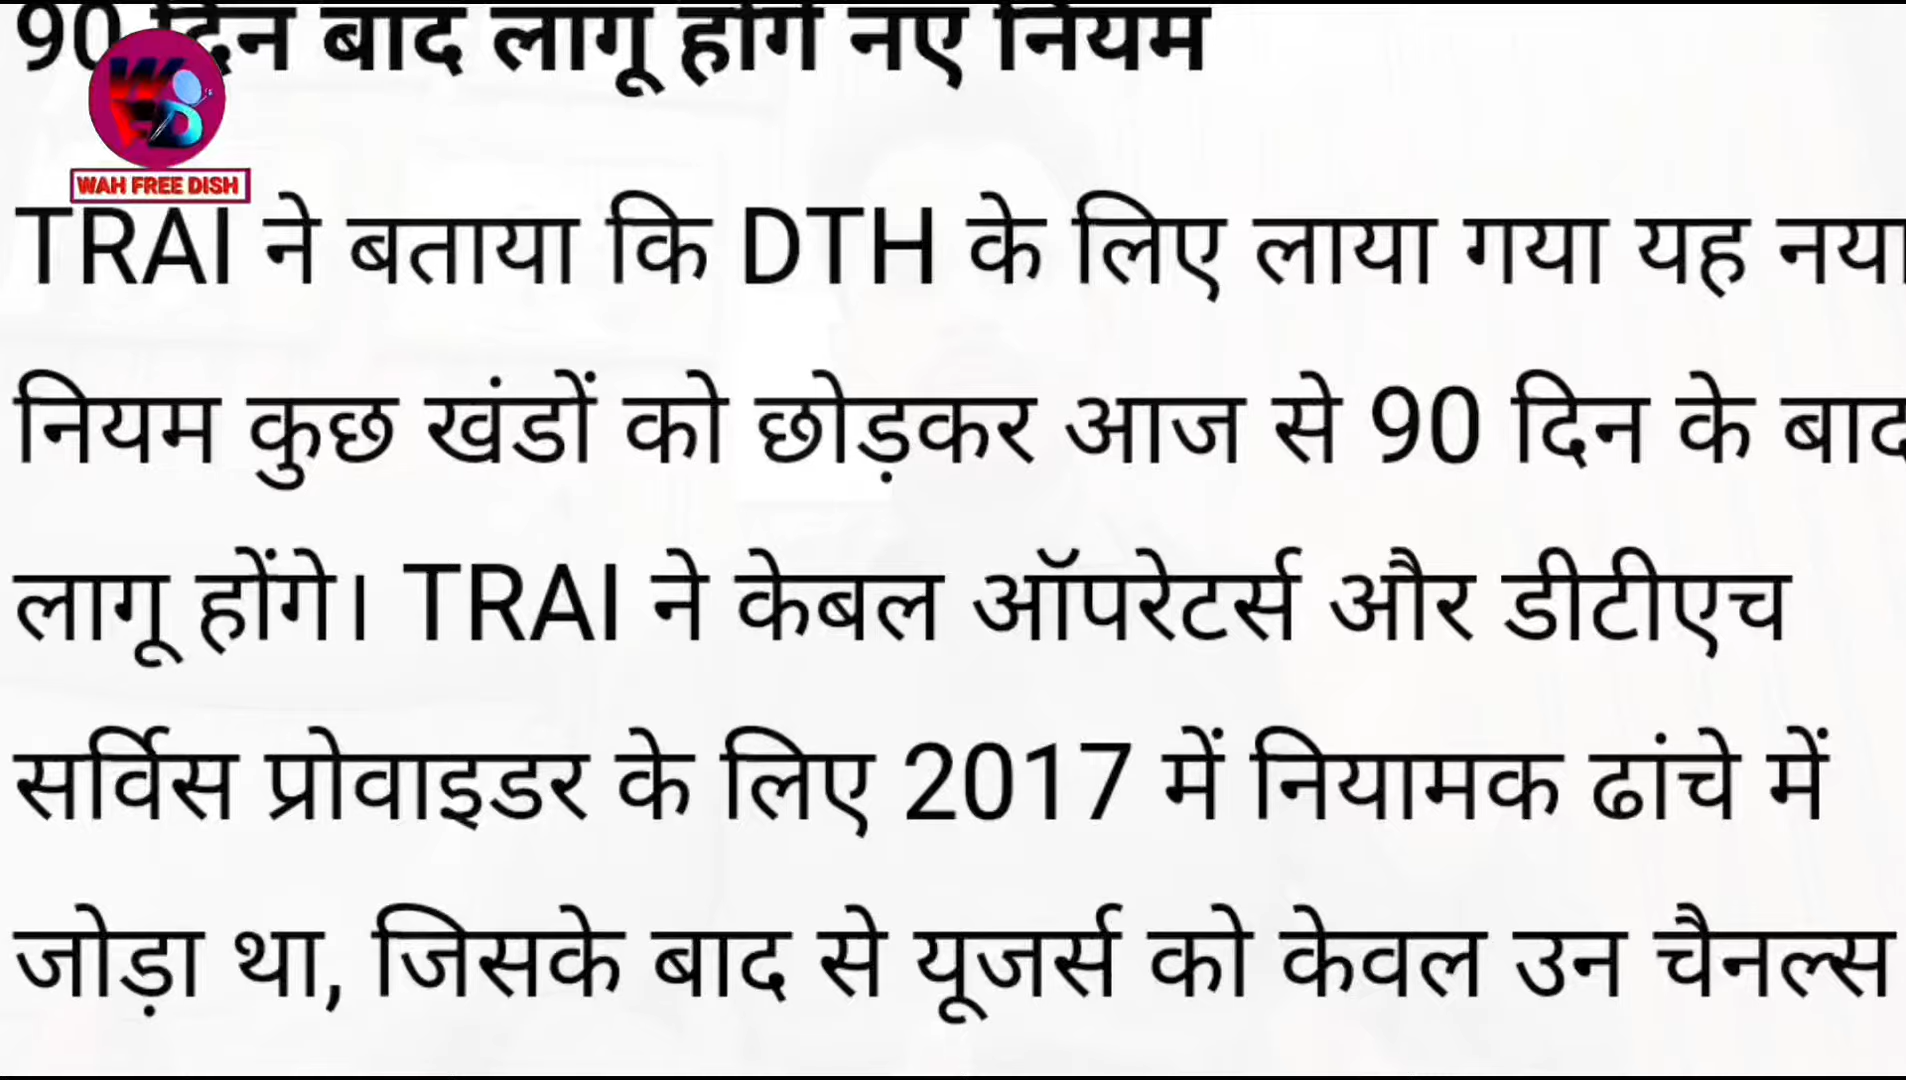 90 दिन बाद लागू होंगे नए नियम
WFD
WAH FREE DISH
TRAI ने बताया कि DTH के लिए लाया गया यह नया
नियम कुछ खंडों को छोड़कर आज से 90 दिन के बाद
लागू होंगे। TRAI ने केबल ऑपरेटर्स और डीटीएच
सर्विस प्रोवाइडर के लिए 2017 में नियामक ढांचे में
जोड़ा था, जिसके बाद से यूजर्स को केवल उन चैनल्स